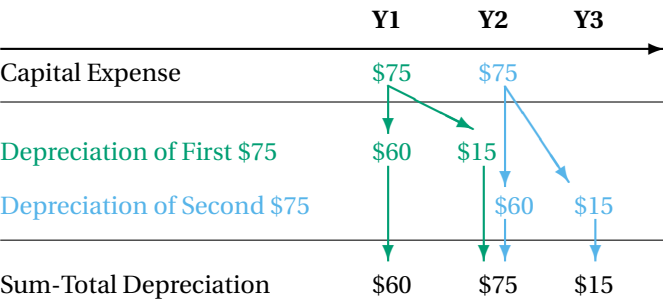 Y1 Y2 Y3
Capital Expense $75 $75
Depreciation of First $75 $60 $15
Depreciation of Second $75 $60 $15
Sum-Total Depreciation $60 $75 $15